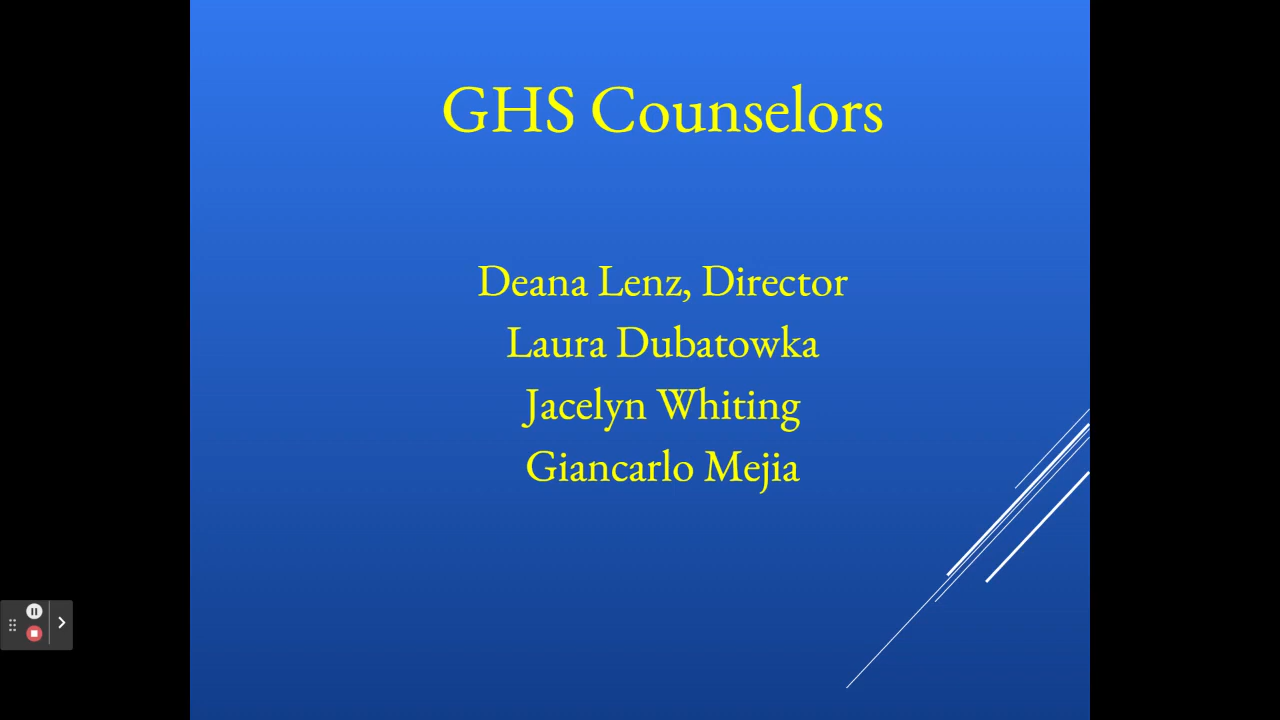 GHS Counselors
Deana Lenz, Director
Laura Dubatowka
Jacelyn Whiting
Giancarlo Mejia